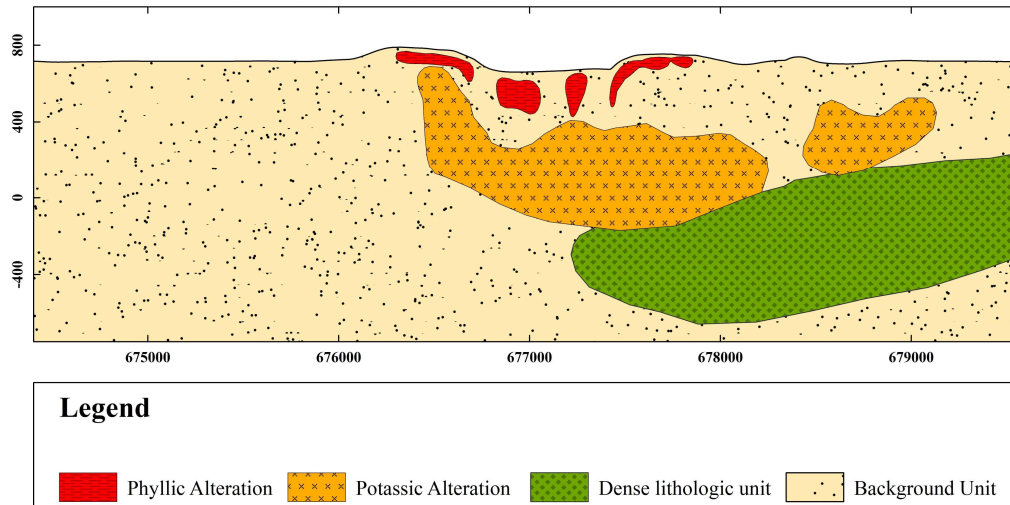 800
400
0
-400
675000 676000 677000 678000 679000
Legend
Phyllic Alteration Potassic Alteration Dense lithologic unit Background Unit